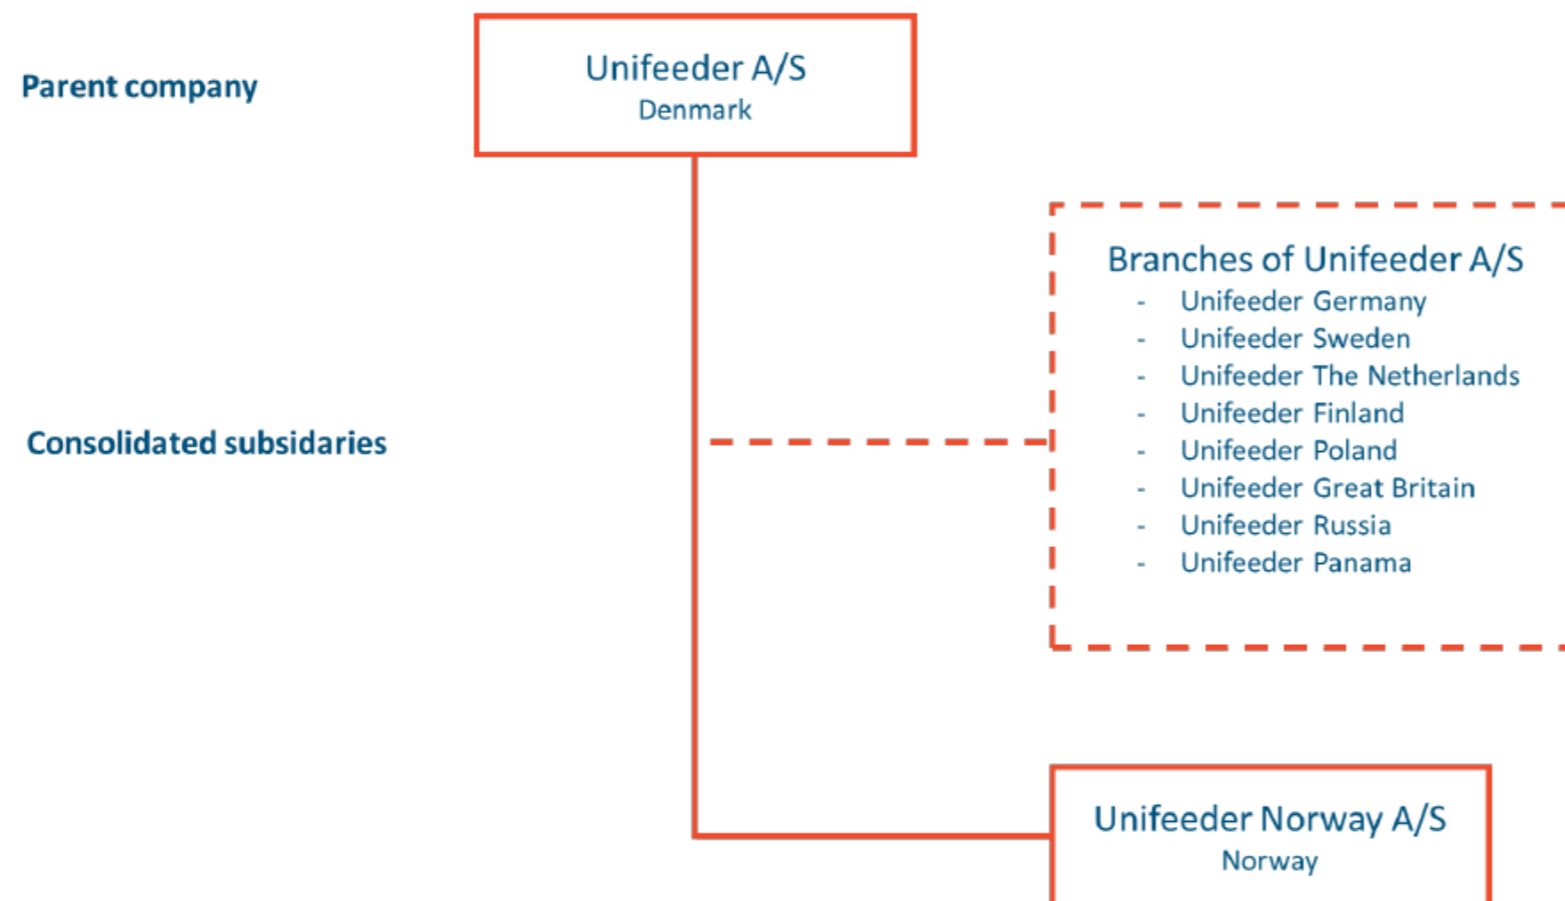 Parent company
Unifeeder A/S
Denmark
Branches of Unifeeder A/S
- Unifeeder Germany
- Unifeeder Sweden
- Unifeeder The Netherlands
- Unifeeder Finland
- Unifeeder Poland
- Unifeeder Great Britain
- Unifeeder Russia
- Unifeeder Panama
Consolidated subsidaries
Unifeeder Norway A/S
Norway